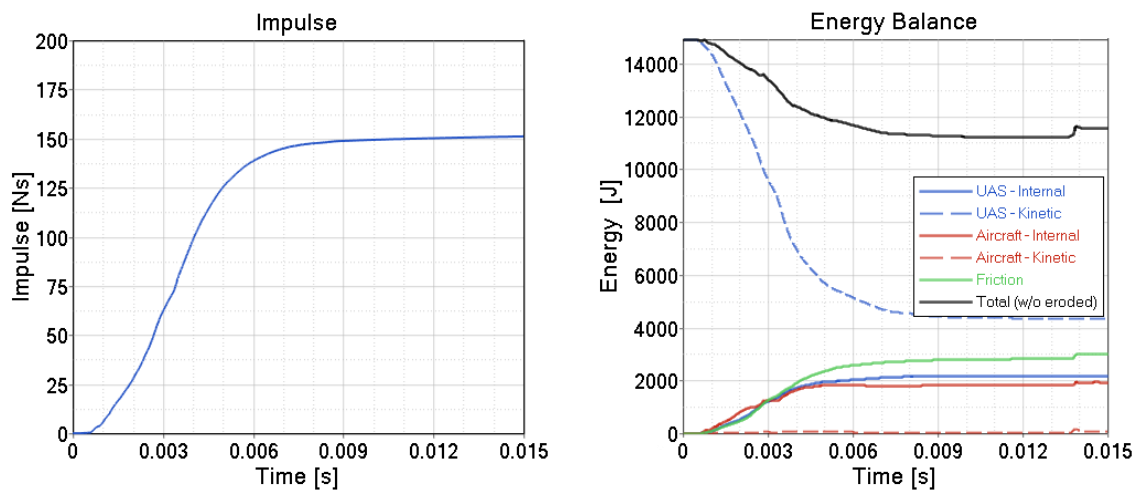 Impulse
200
175
150
125
100
75
50
25
0
Impulse [Ns]
0 0.003 0.006 0.009 0.012 0.015
Time [s]
Energy Balance
14000
12000
10000
8000
6000
4000
2000
0
Energy [J]
UAS - Internal
UAS - Kinetic
Aircraft - Internal
Aircraft - Kinetic
Friction
Total (w/o eroded)
0 0.003 0.006 0.009 0.012 0.015
Time [s]